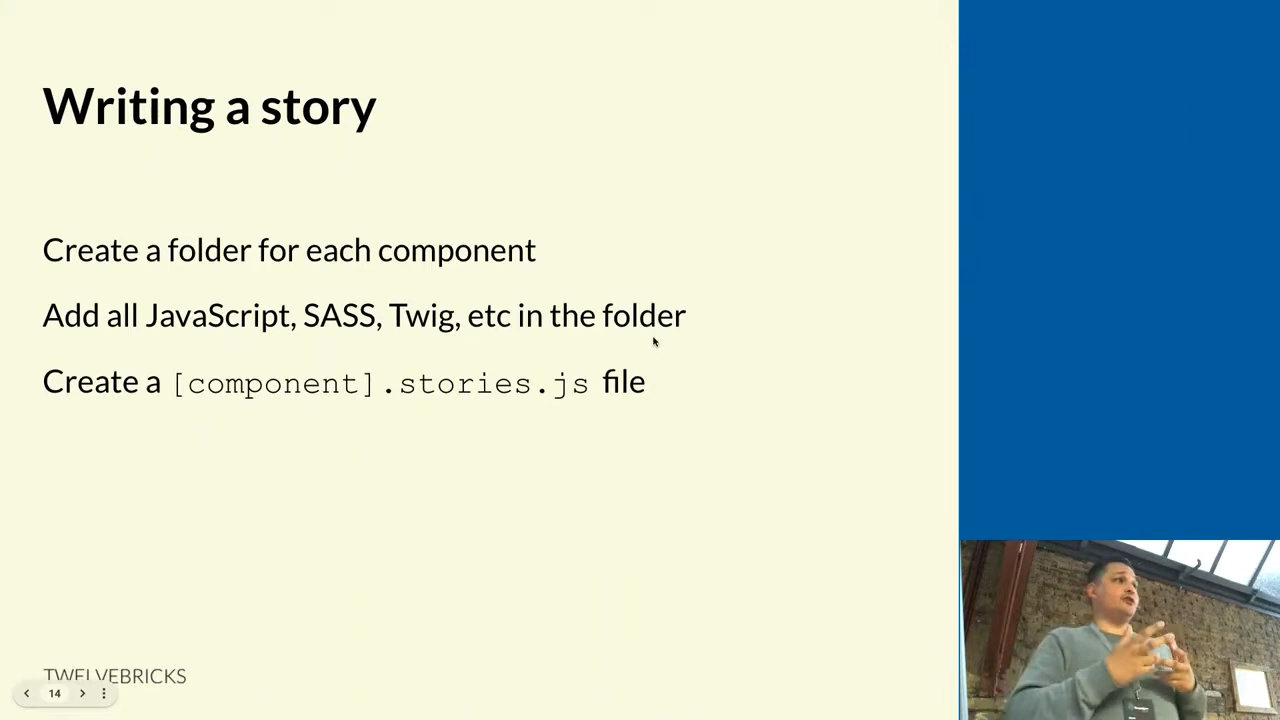 Writing a story
Create a folder for each component
Add all JavaScript, SASS, Twig, etc in the folder
Create a [component].stories.js file
TWELVEBRICKS
14